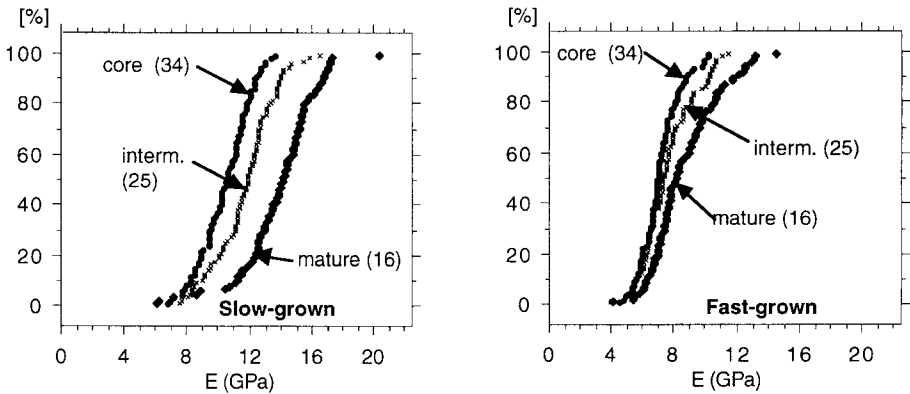 [%]
100
80
60
40
20
0
core (34)
interm.
(25)
mature (16)
Slow-grown
0 4 8 12 16 20
E (GPa)
[%]
100
80
60
40
20
0
core (34)
interm. (25)
mature (16)
Fast-grown
0 4 8 12 16 20
E (GPa)